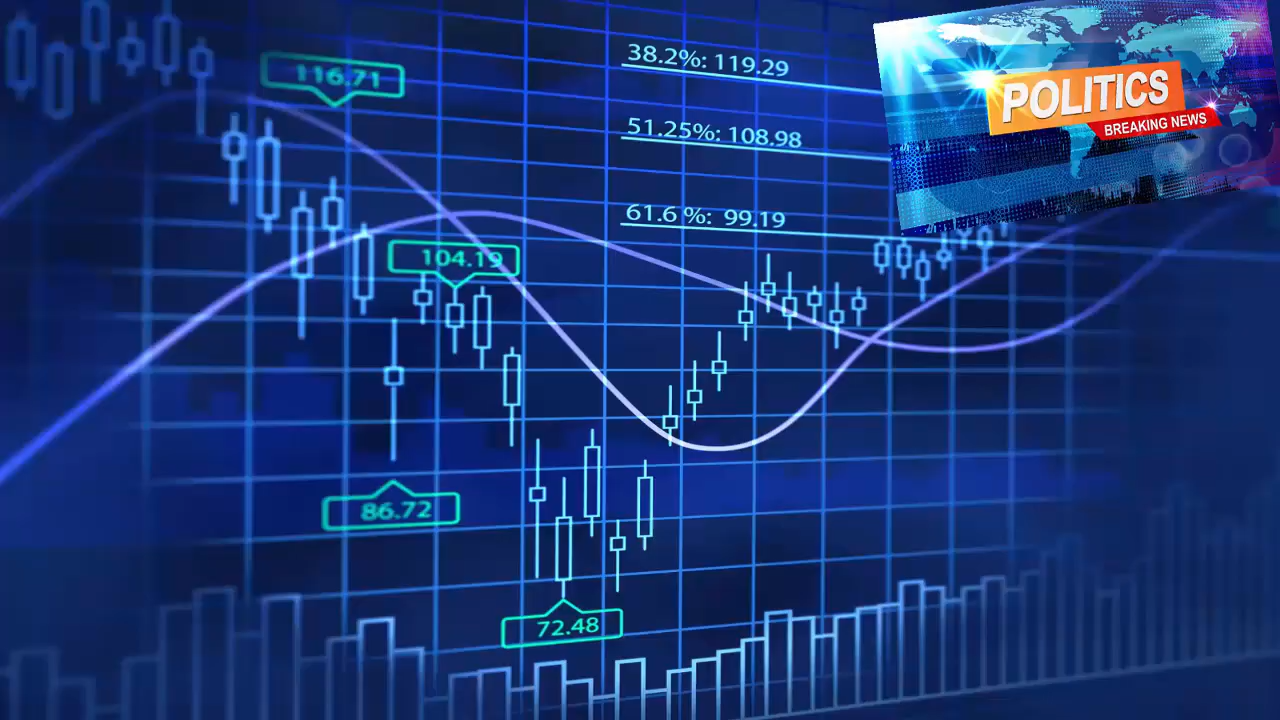 116.71
38.2%: 119.29
POLITICS
BREAKING NEWS
51.25%: 108.98
61.6 %: 99.19
104.19
86.72
72.48